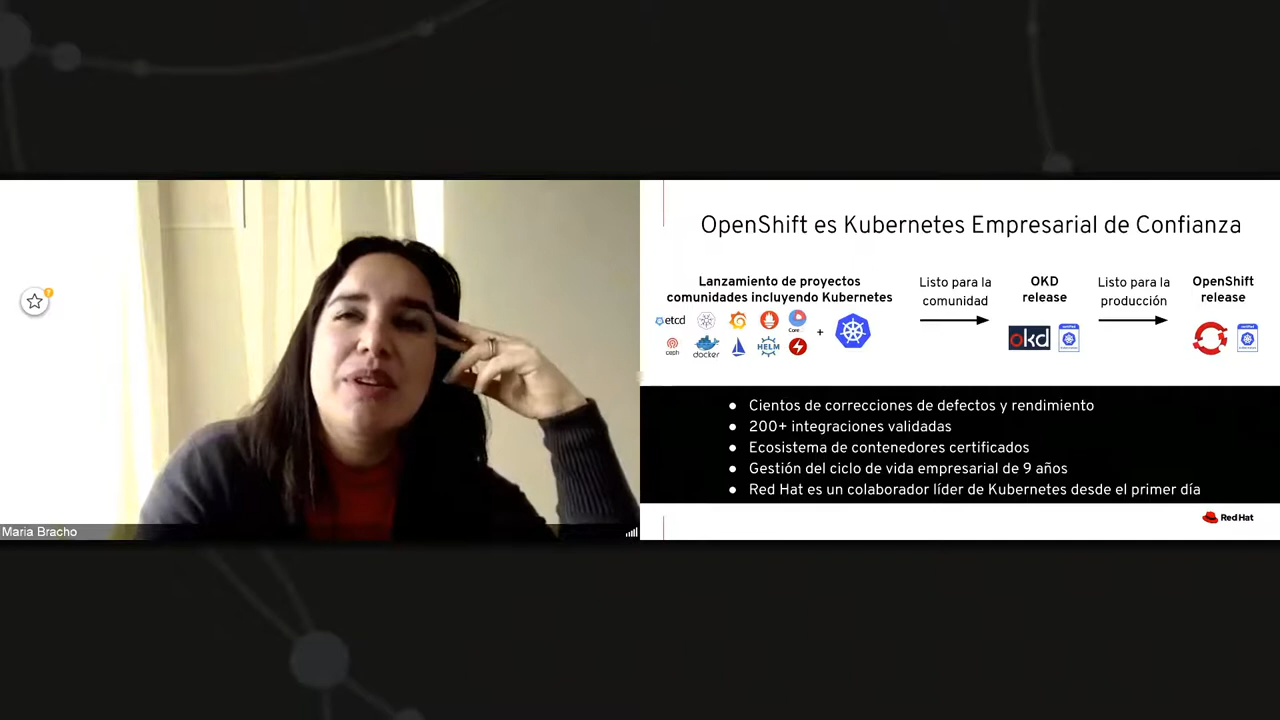 OpenShift es Kubernetes Empresarial de Confianza
Lanzamiento de proyectos
comunidades incluyendo Kubernetes
Listo para la
comunidad
OKD
release
Listo para la
producción
OpenShift
release
etcd
Core
ceph
docker
HELM
+
okd
● Cientos de correcciones de defectos y rendimiento
● 200+ integraciones validadas
● Ecosistema de contenedores certificados
● Gestión del ciclo de vida empresarial de 9 años
● Red Hat es un colaborador líder de Kubernetes desde el primer día
Red Hat
Maria Bracho